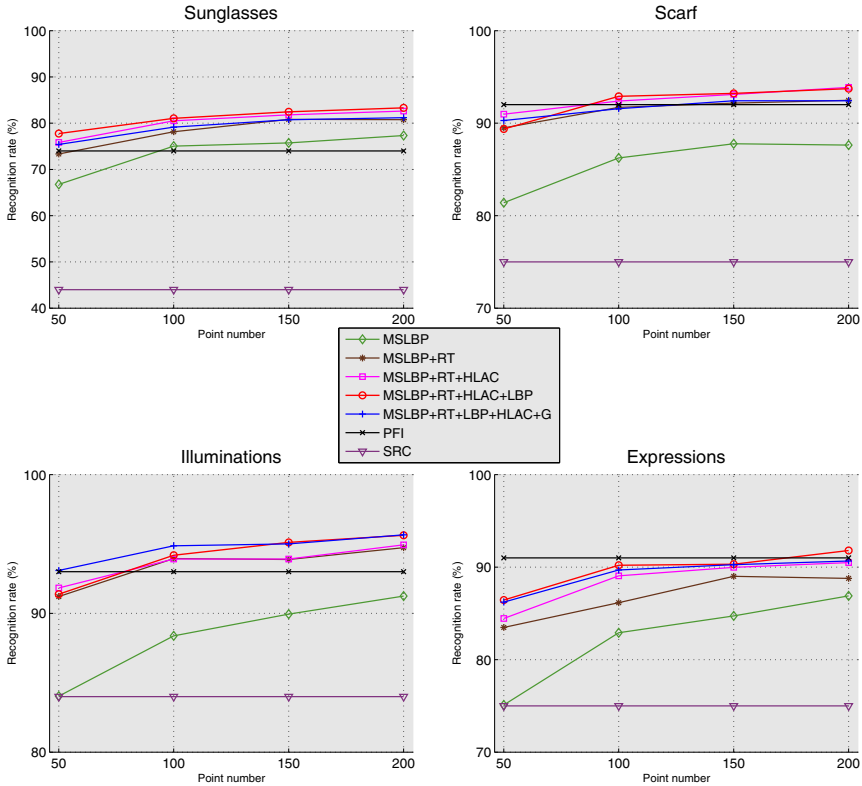 Sunglasses
100
90
80
70
60
50
40
50
100
150
200
Recognition rate (%)
Point number
Scarf
100
90
80
70
50
100
150
200
Recognition rate (%)
Point number
MSLBP
MSLBP+RT
MSLBP+RT+HLAC
MSLBP+RT+HLAC+LBP
MSLBP+RT+LBP+HLAC+G
PFI
SRC
Illuminations
100
90
80
50
100
150
200
Recognition rate (%)
Point number
Expressions
100
90
80
70
50
100
150
200
Recognition rate (%)
Point number